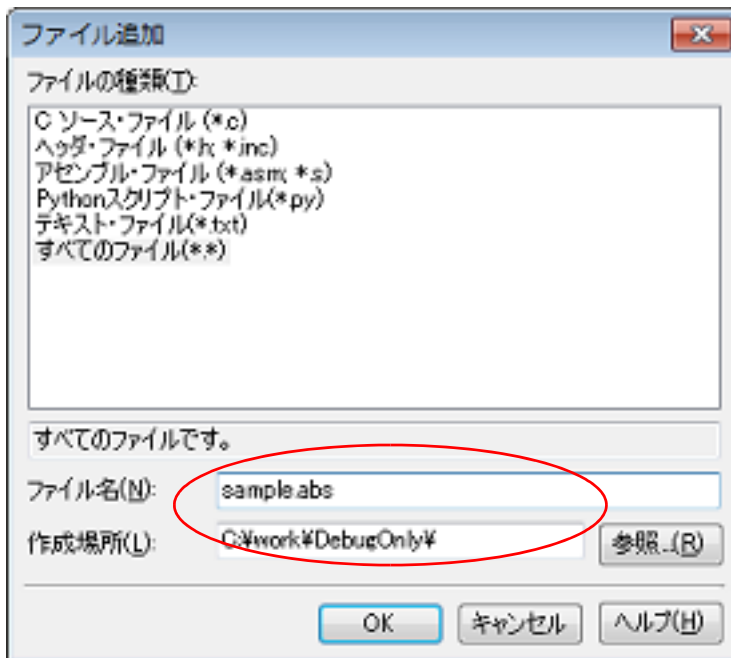 ファイル追加
ファイルの種類(T):
C ソース・ファイル (*.c)
ヘッダ・ファイル (*.h; *.inc)
アセンブル・ファイル (*.asm; *.s)
Pythonスクリプト・ファイル(*.py)
テキスト・ファイル(*.txt)
すべてのファイル(*.*)
すべてのファイルです。
ファイル名(N): sample.abs
作成場所(L): C:¥work¥DebugOnly¥ 参照...(R)
OK キャンセル ヘルプ(H)